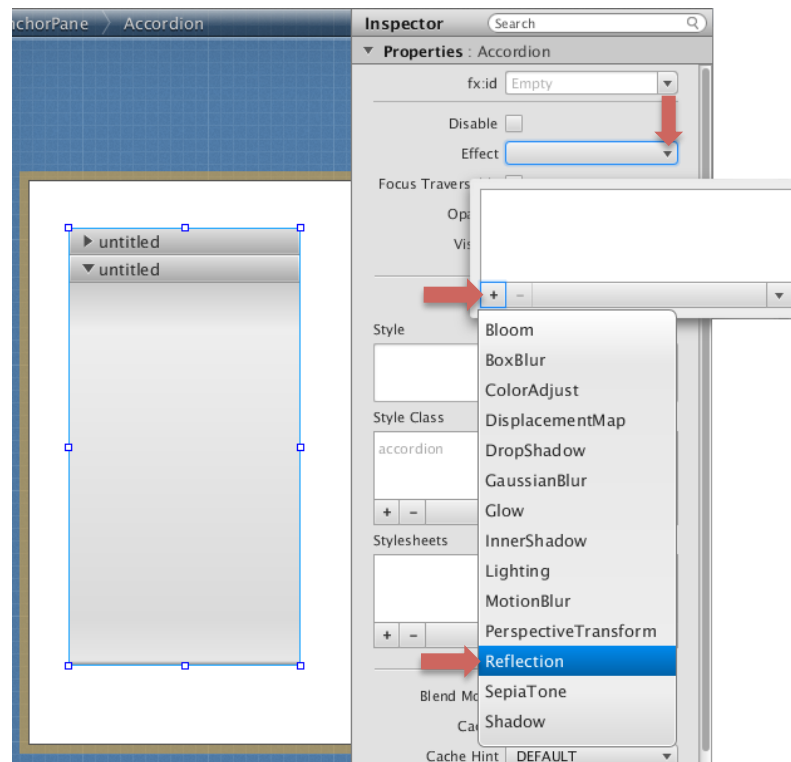 chorPane Accordion
Inspector Search
Properties : Accordion
fx:id Empty
Disable
Effect
Focus Travers
Opa
Vis
untitled
untitled
+ -
Style
Style Class
accordion
+ -
Stylesheets
+ -
Bloom
BoxBlur
ColorAdjust
DisplacementMap
DropShadow
GaussianBlur
Glow
InnerShadow
Lighting
MotionBlur
PerspectiveTransform
Reflection
SepiaTone
Shadow
Blend Mo
Ca
Cache Hint DEFAULT